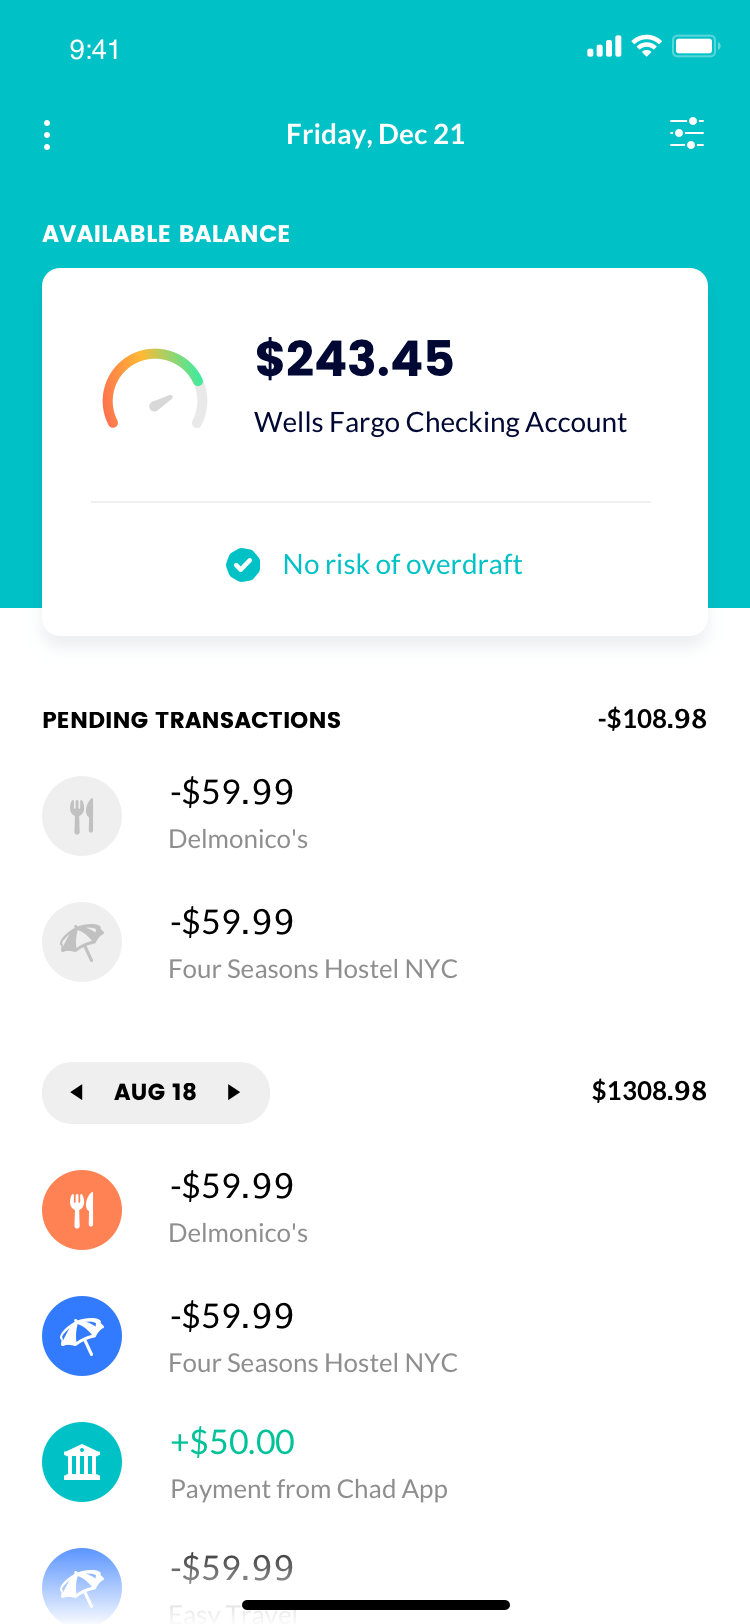 9:41
Friday, Dec 21
AVAILABLE BALANCE
$243.45
Wells Fargo Checking Account
No risk of overdraft
PENDING TRANSACTIONS -$108.98
-$59.99
Delmonico's
-$59.99
Four Seasons Hostel NYC
AUG 18 $1308.98
-$59.99
Delmonico's
-$59.99
Four Seasons Hostel NYC
+$50.00
Payment from Chad App
-$59.99
Easy Travel